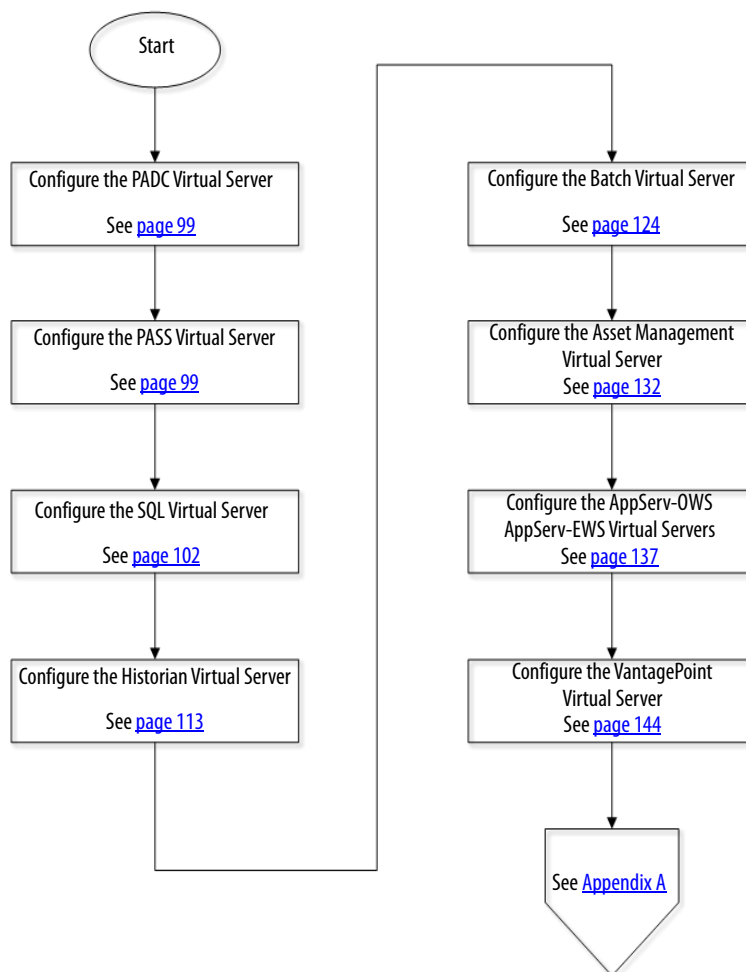 Start
Configure the PADC Virtual Server
See page 99
Configure the PASS Virtual Server
See page 99
Configure the SQL Virtual Server
See page 102
Configure the Historian Virtual Server
See page 113
Configure the Batch Virtual Server
See page 124
Configure the Asset Management
Virtual Server
See page 132
Configure the AppServ-OWS
AppServ-EWS Virtual Servers
See page 137
Configure the VantagePoint
Virtual Server
See page 144
See Appendix A